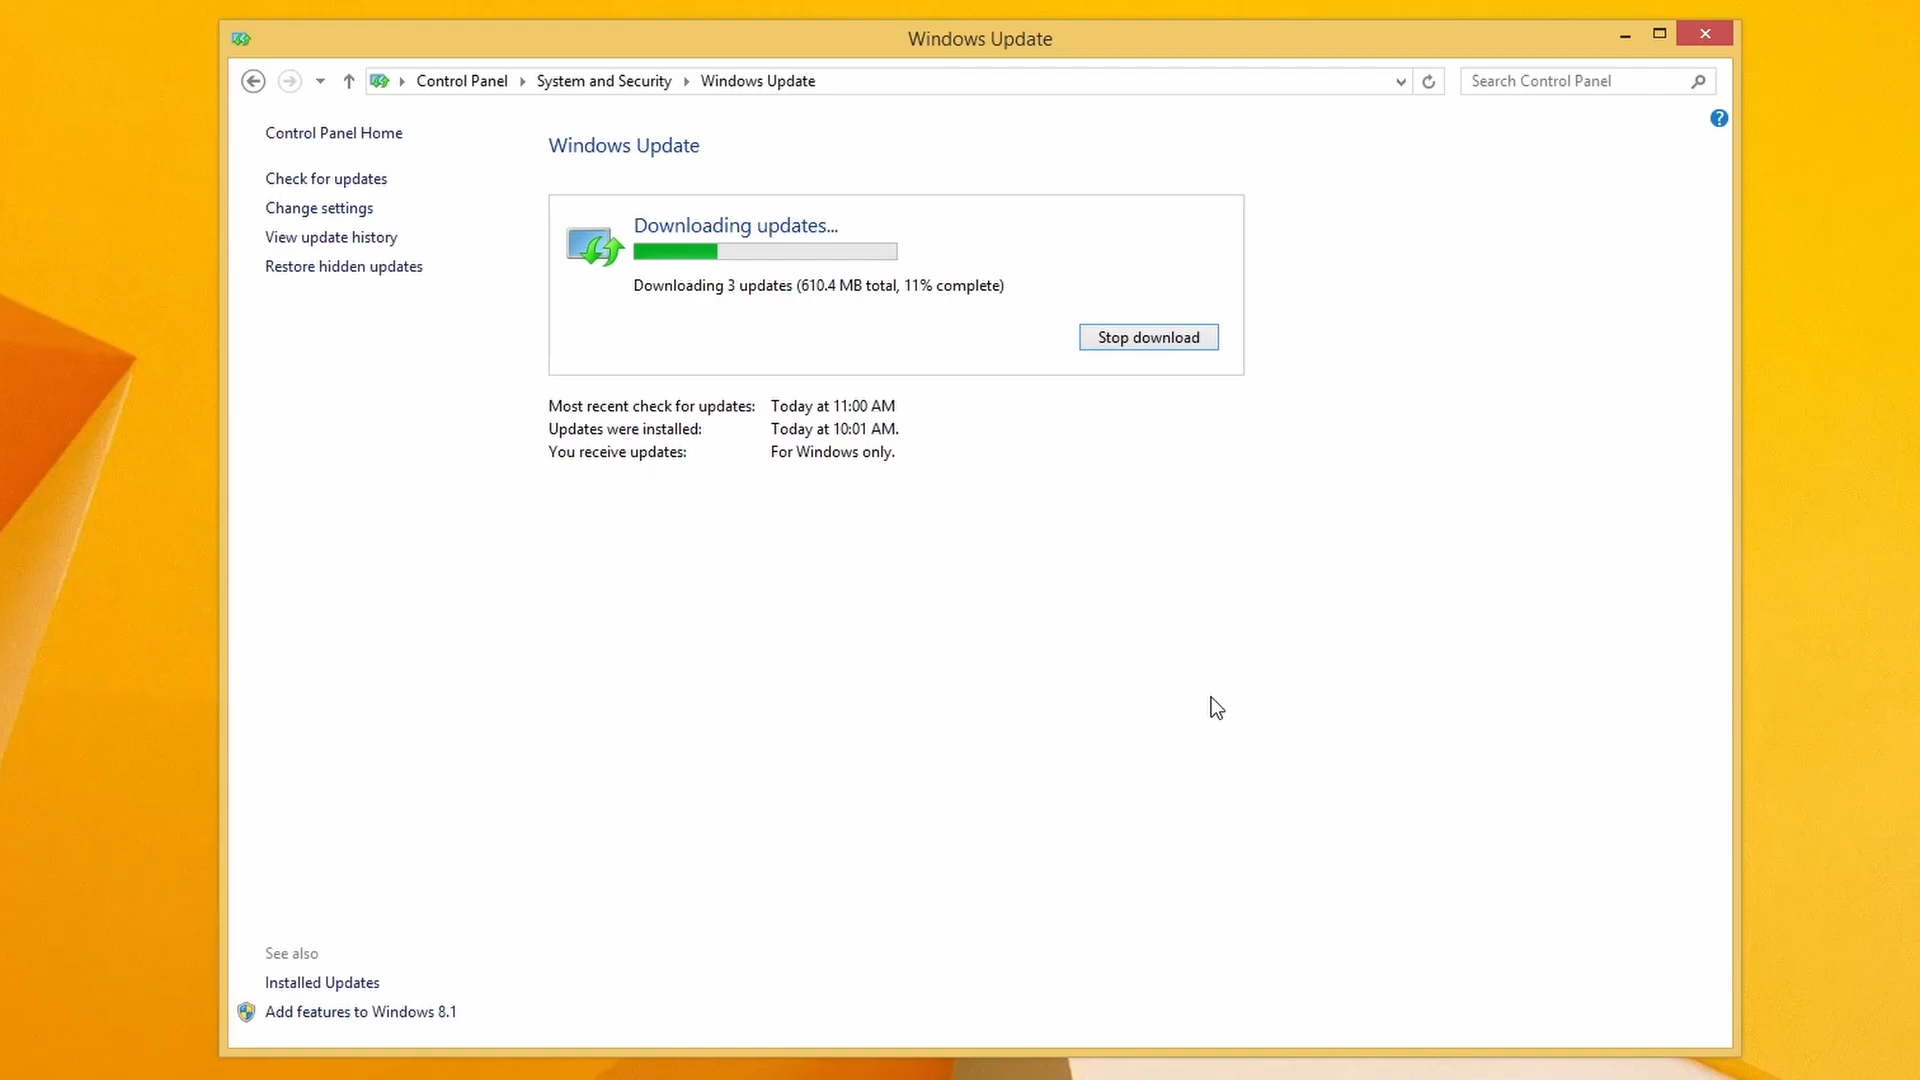 Windows Update
Control Panel System and Security Windows Update
Search Control Panel
Control Panel Home
Check for updates
Change settings
View update history
Restore hidden updates
Windows Update
Downloading updates...
Downloading 3 updates (610.4 MB total, 11% complete)
Stop download
Most recent check for updates: Today at 11:00 AM
Updates were installed: Today at 10:01 AM.
You receive updates: For Windows only.
See also
Installed Updates
Add features to Windows 8.1